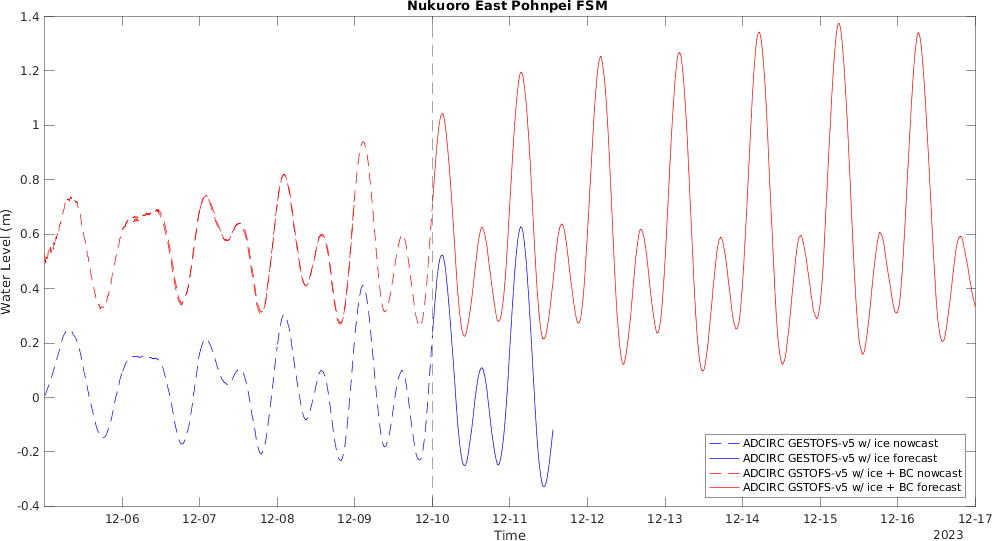 Nukuoro East Pohnpei FSM
Water Level (m)
1.4
1.2
1
0.8
0.6
0.4
0.2
0
-0.2
-0.4
ADCIRC GESTOFS-v5 w/ ice nowcast
ADCIRC GESTOFS-v5 w/ ice forecast
ADCIRC GSTOFS-v5 w/ ice + BC nowcast
ADCIRC GSTOFS-v5 w/ ice + BC forecast
12-06 12-07 12-08 12-09 12-10 12-11 12-12 12-13 12-14 12-15 12-16 12-17
Time
2023